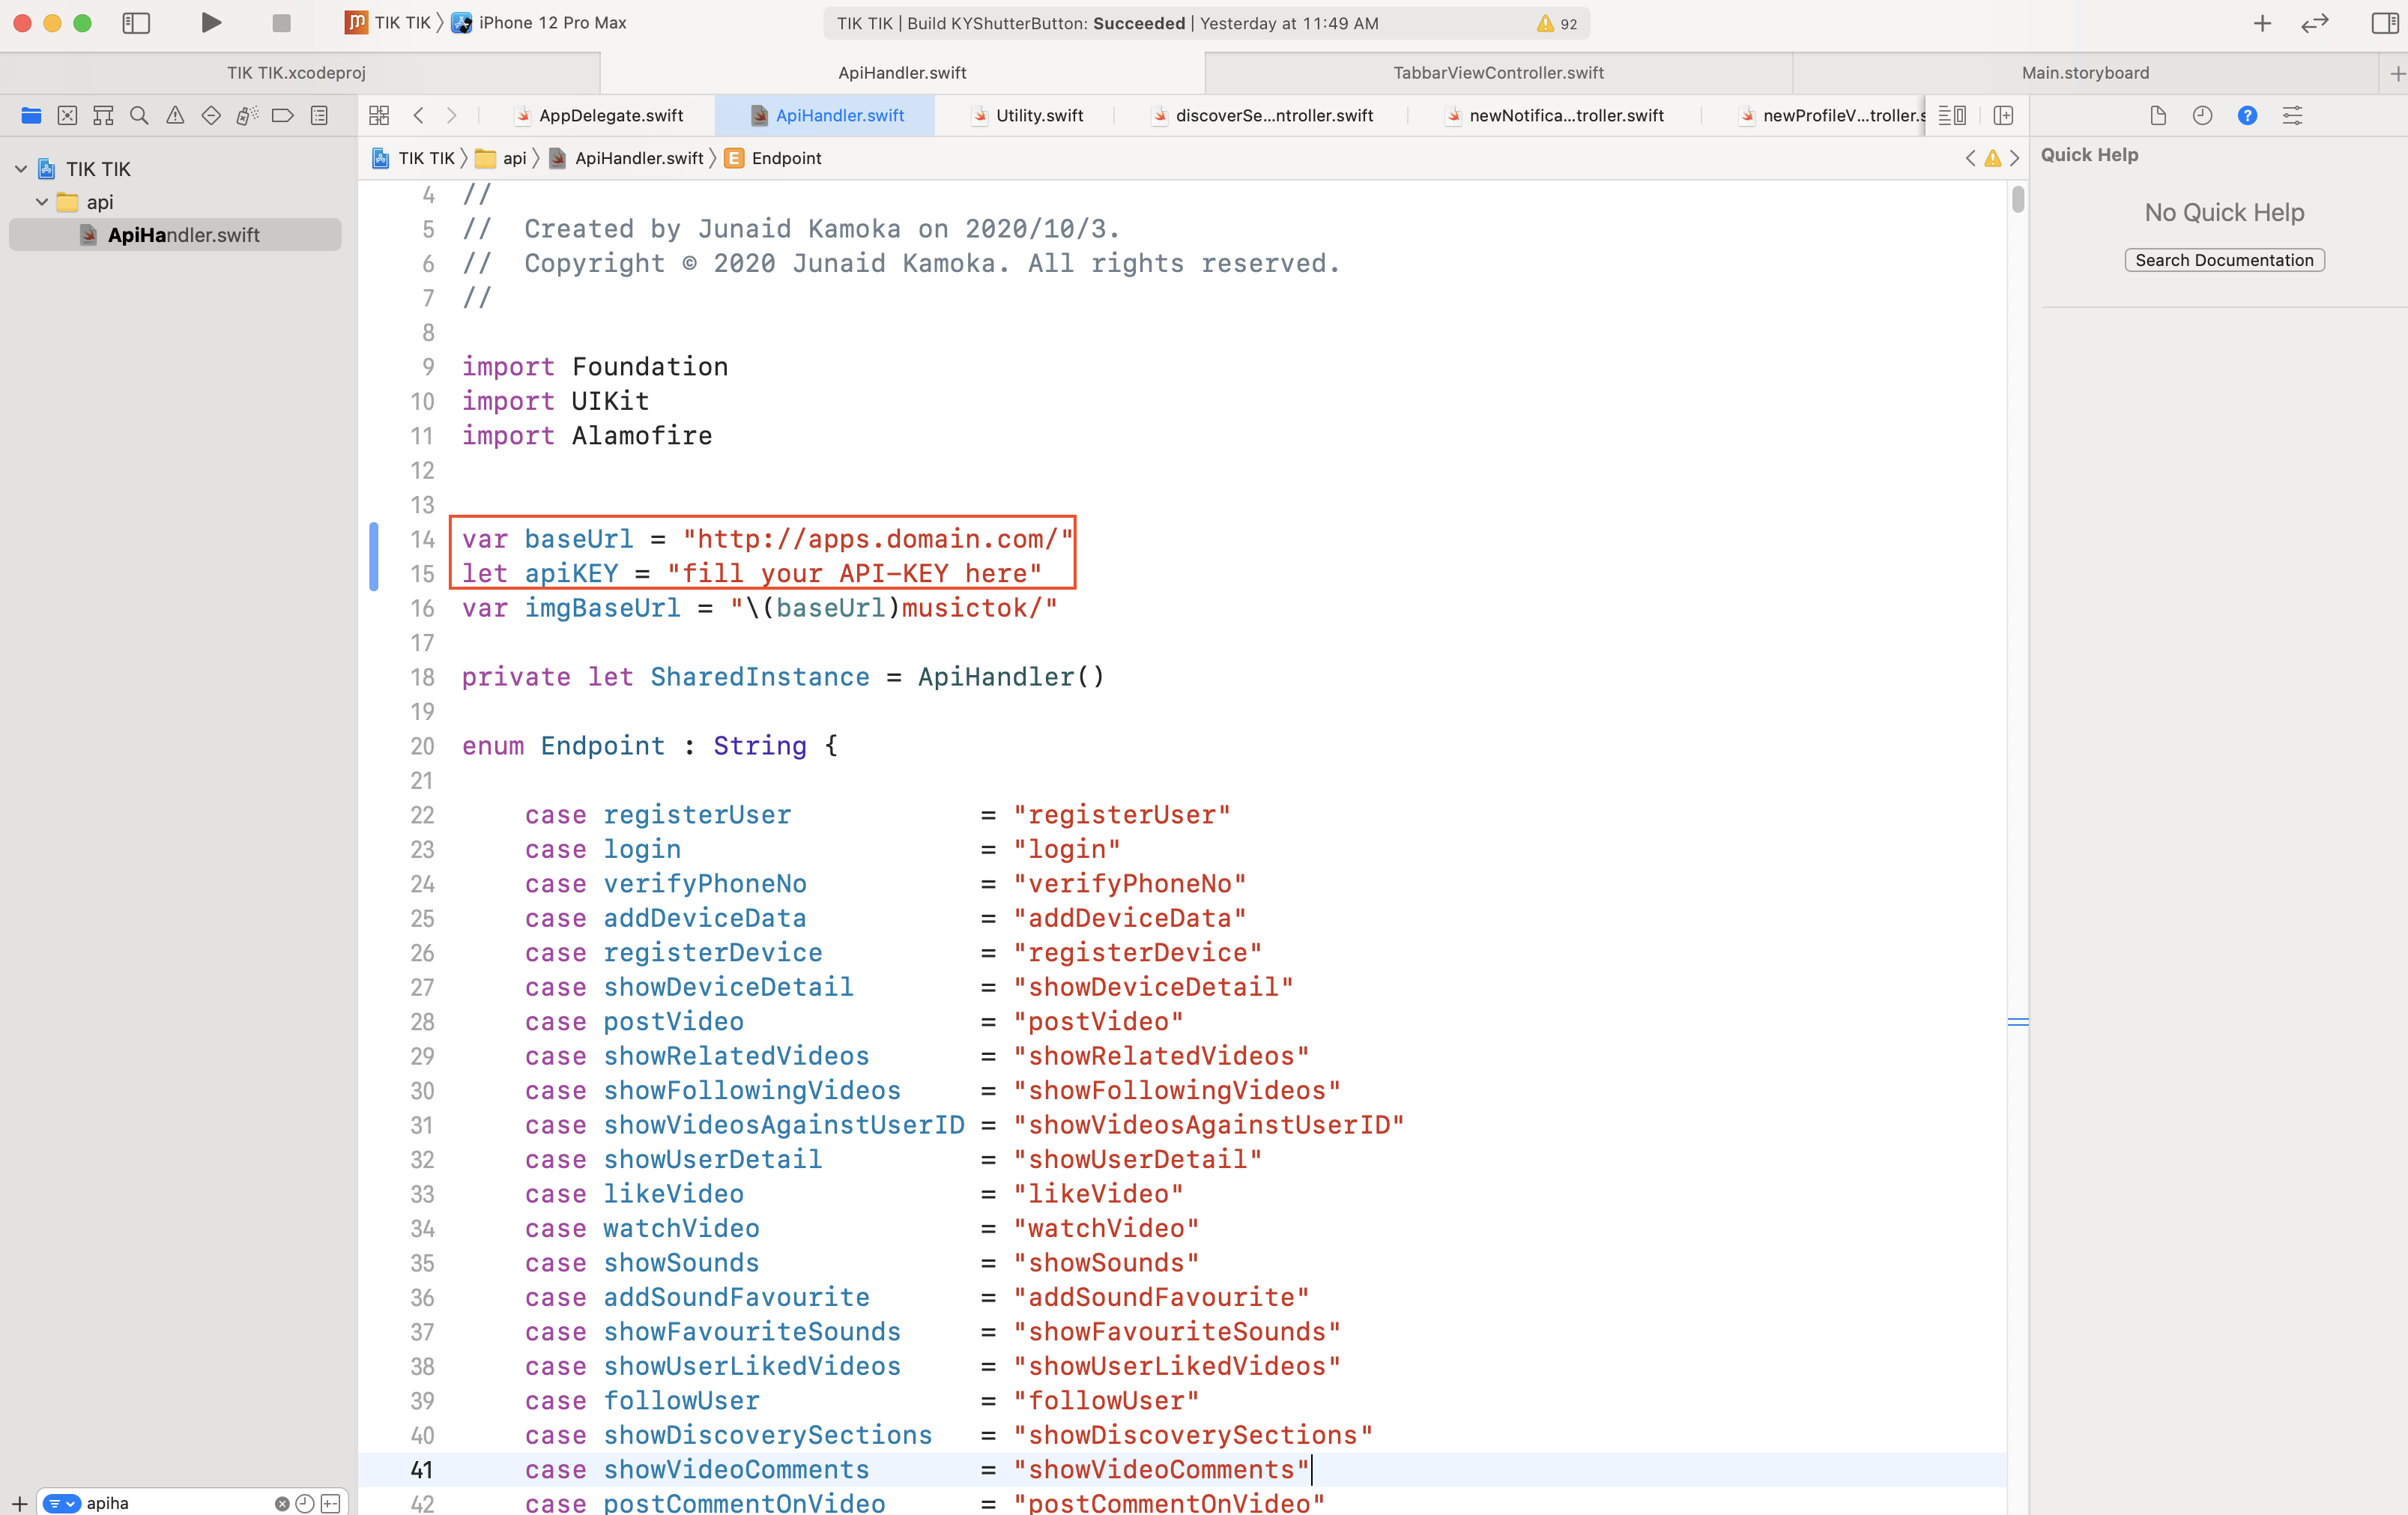 TIK TIK 〉 iPhone 12 Pro Max
TIK TIK | Build KYShutterButton: Succeeded | Yesterday at 11:49 AM
92
TIK TIK.xcodeproj
ApiHandler.swift
TabbarViewController.swift
Main.storyboard
AppDelegate.swift
ApiHandler.swift
Utility.swift
discoverSe...ntroller.swift
newNotifica...troller.swift
newProfileV...troller.s
TIK TIK 〉 api 〉 ApiHandler.swift 〉 E Endpoint
TIK TIK
api
ApiHandler.swift
4 //
5 //  Created by Junaid Kamoka on 2020/10/3.
6 //  Copyright © 2020 Junaid Kamoka. All rights reserved.
7 //
8
9 import Foundation
10 import UIKit
11 import Alamofire
12
13
14 var baseUrl = "http://apps.domain.com/"
15 let apiKEY = "fill your API-KEY here"
16 var imgBaseUrl = "\(baseUrl)musictok/"
17
18 private let SharedInstance = ApiHandler()
19
20 enum Endpoint : String {
21
22     case registerUser            = "registerUser"
23     case login                   = "login"
24     case verifyPhoneNo           = "verifyPhoneNo"
25     case addDeviceData           = "addDeviceData"
26     case registerDevice          = "registerDevice"
27     case showDeviceDetail        = "showDeviceDetail"
28     case postVideo               = "postVideo"
29     case showRelatedVideos       = "showRelatedVideos"
30     case showFollowingVideos     = "showFollowingVideos"
31     case showVideosAgainstUserID = "showVideosAgainstUserID"
32     case showUserDetail          = "showUserDetail"
33     case likeVideo               = "likeVideo"
34     case watchVideo              = "watchVideo"
35     case showSounds              = "showSounds"
36     case addSoundFavourite       = "addSoundFavourite"
37     case showFavouriteSounds     = "showFavouriteSounds"
38     case showUserLikedVideos     = "showUserLikedVideos"
39     case followUser              = "followUser"
40     case showDiscoverySections   = "showDiscoverySections"
41     case showVideoComments       = "showVideoComments"
42     case postCommentOnVideo      = "postCommentOnVideo"
Quick Help
No Quick Help
Search Documentation
apiha